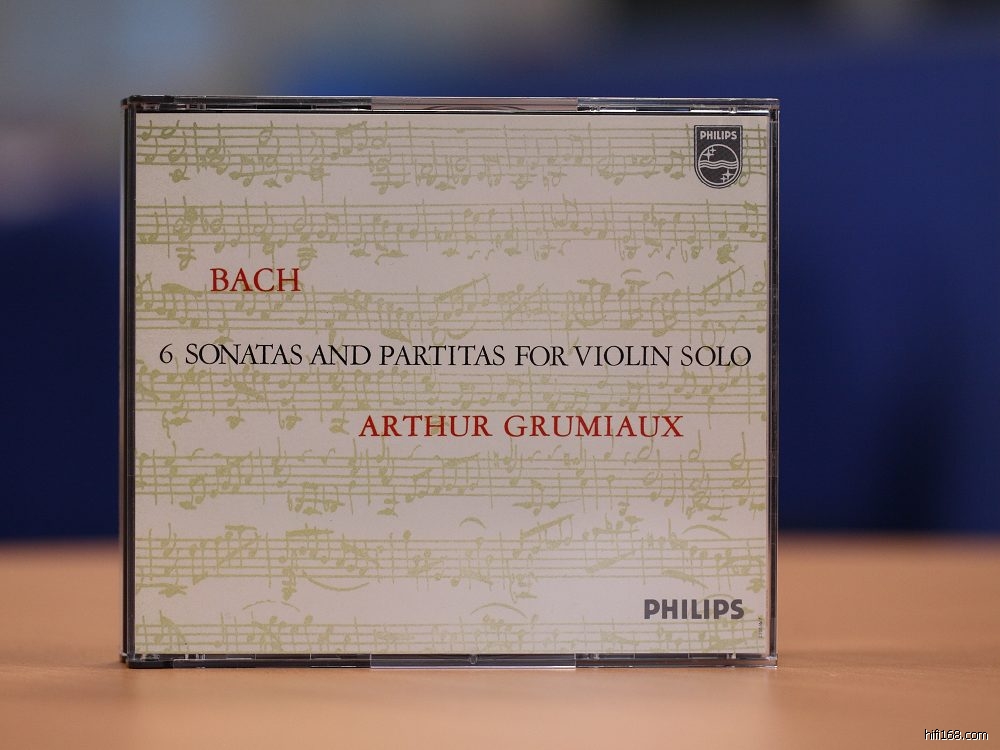 PHILIPS
BACH
6 SONATAS AND PARTITAS FOR VIOLIN SOLO
ARTHUR GRUMIAUX
PHILIPS
hifi168.com